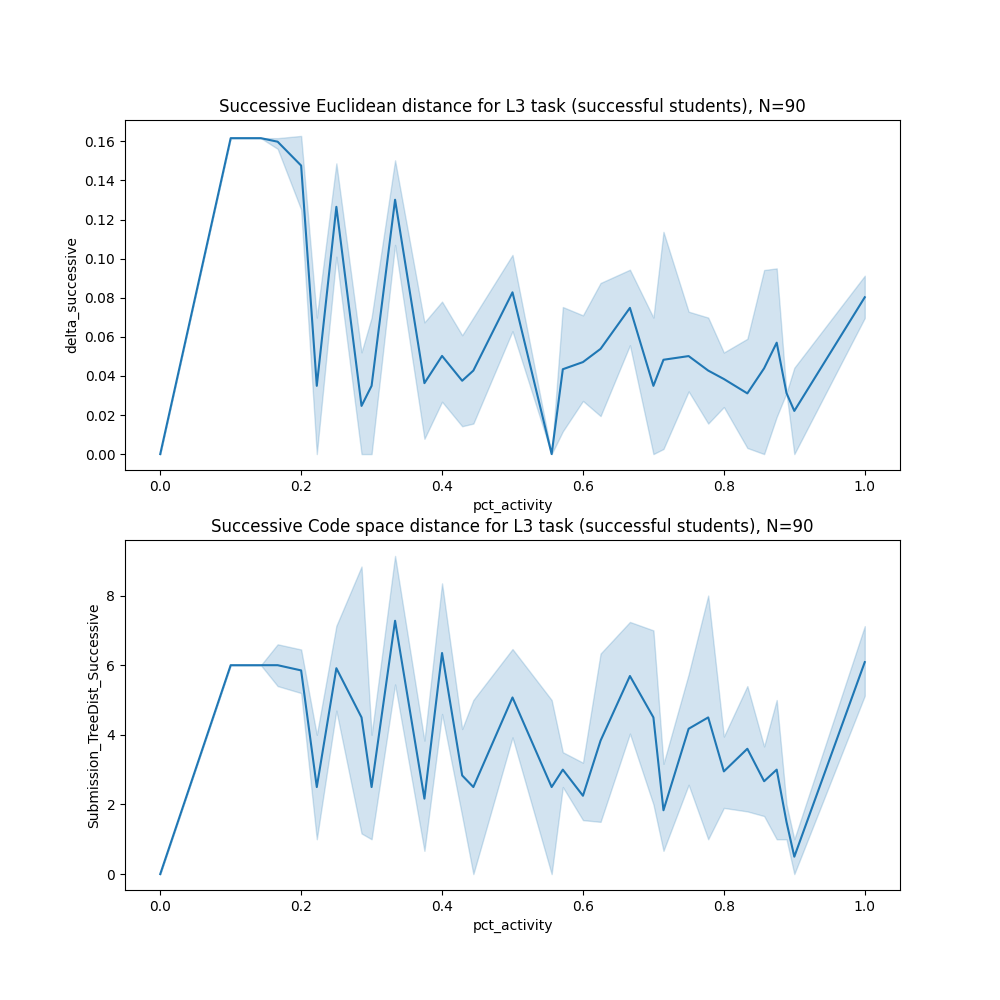 Successive Euclidean distance for L3 task (successful students), N=90
0.16
0.14
0.12
0.10
0.08
0.06
0.04
0.02
0.00
delta_successive
0.0 0.2 0.4 0.6 0.8 1.0
pct_activity
Successive Code space distance for L3 task (successful students), N=90
8
6
4
2
0
Submission_TreeDist_Successive
0.0 0.2 0.4 0.6 0.8 1.0
pct_activity